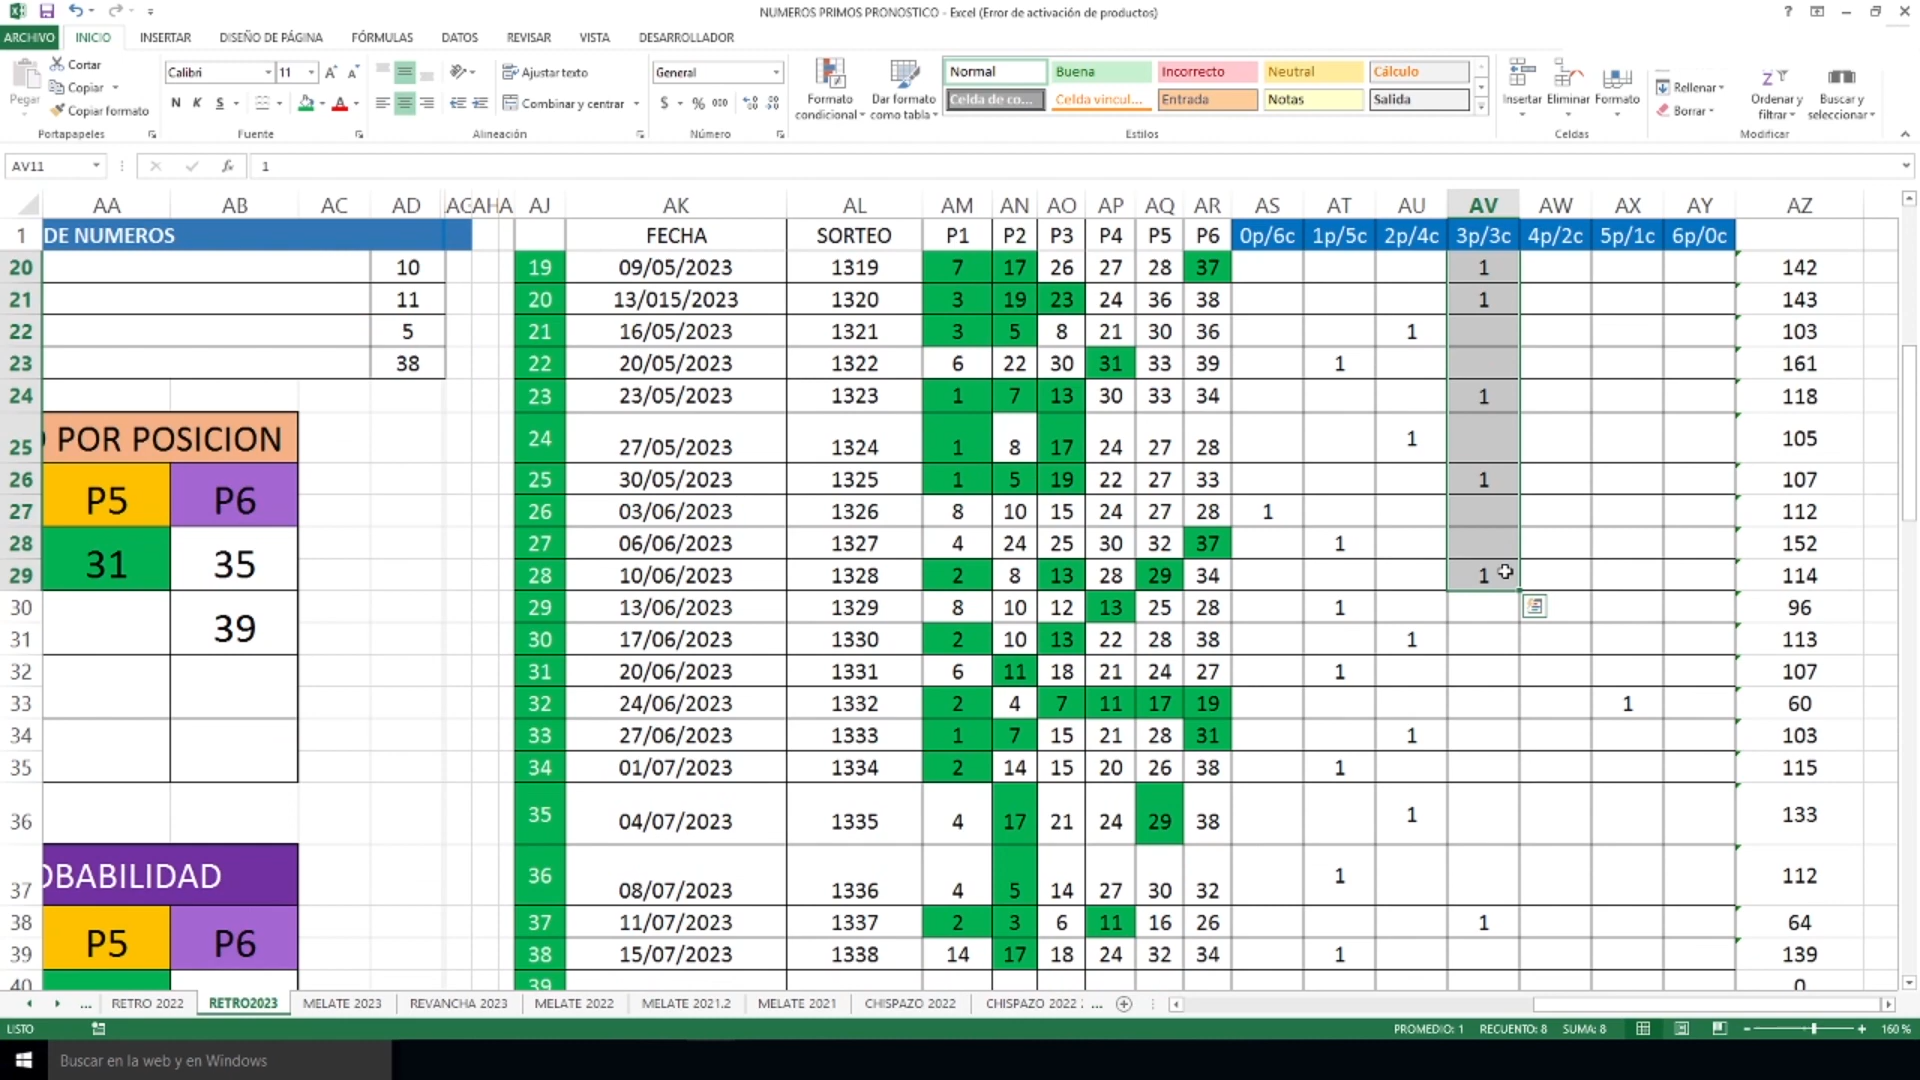 NUMEROS PRIMOS PRONOSTICO - Excel (Error de activación de productos)
ARCHIVO INICIO INSERTAR DISEÑO DE PÁGINA FÓRMULAS DATOS REVISAR VISTA DESARROLLADOR
Pegar Cortar Copiar Copiar formato
Calibri 11
N K S
Ajustar texto
Combinar y centrar
General
$ % 000
Formato condicional
Dar formato como tabla
Normal Buena Incorrecto Neutral Cálculo
Celda de co... Celda vincul... Entrada Notas Salida
Insertar Eliminar Formato
Rellenar
Borrar
Ordenar y filtrar
Buscar y seleccionar
Portapapeles Fuente Alineación Número Estilos Celdas Modificar
AV11 fx 1
AA AB AC AD AG AH A AJ AK AL AM AN AO AP AQ AR AS AT AU AV AW AX AY AZ
1 DE NUMEROS FECHA SORTEO P1 P2 P3 P4 P5 P6 0p/6c 1p/5c 2p/4c 3p/3c 4p/2c 5p/1c 6p/0c
20 10 19 09/05/2023 1319 7 17 26 27 28 37 1 142
21 11 20 13/015/2023 1320 3 19 23 24 36 38 1 143
22 5 21 16/05/2023 1321 3 5 8 21 30 36 1 103
23 38 22 20/05/2023 1322 6 22 30 31 33 39 1 161
24 23 23/05/2023 1323 1 7 13 30 33 34 1 118
25 POR POSICION 24 27/05/2023 1324 1 8 17 24 27 28 1 105
26 P5 P6 25 30/05/2023 1325 1 5 19 22 27 33 1 107
27 26 03/06/2023 1326 8 10 15 24 27 28 1 112
28 31 35 27 06/06/2023 1327 4 24 25 30 32 37 1 152
29 28 10/06/2023 1328 2 8 13 28 29 34 1 114
30 39 29 13/06/2023 1329 8 10 12 13 25 28 1 96
31 30 17/06/2023 1330 2 10 13 22 28 38 1 113
32 31 20/06/2023 1331 6 11 18 21 24 27 1 107
33 32 24/06/2023 1332 2 4 7 11 17 19 1 60
34 33 27/06/2023 1333 1 7 15 21 28 31 1 103
35 34 01/07/2023 1334 2 14 15 20 26 38 1 115
36 35 04/07/2023 1335 4 17 21 24 29 38 1 133
37 OBABILIDAD 36 08/07/2023 1336 4 5 14 27 30 32 1 112
38 P5 P6 37 11/07/2023 1337 2 3 6 11 16 26 1 64
39 38 15/07/2023 1338 14 17 18 24 32 34 1 139
40 39 0
... RETRO 2022 RETRO2023 MELATE 2023 REVANCHA 2023 MELATE 2022 MELATE 2021.2 MELATE 2021 CHISPAZO 2022 CHISPAZO 2022 ...
LISTO PROMEDIO: 1 RECUENTO: 8 SUMA: 8 160 %
Buscar en la web y en Windows